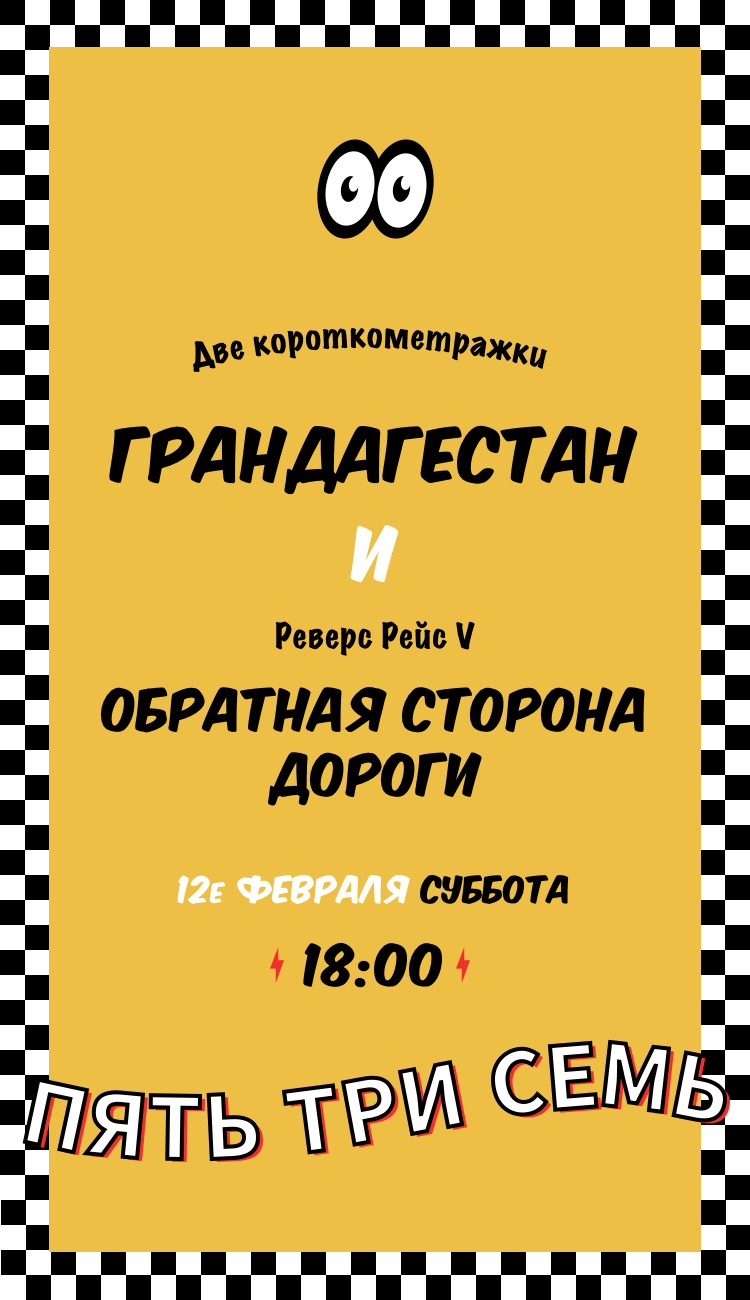 Две короткометражки
ГРАНДАГЕСТАН
И
Реверс Рейс V
ОБРАТНАЯ СТОРОНА
ДОРОГИ
12Е ФЕВРАЛЯ СУББОТА
18:00
ПЯТЬ ТРИ СЕМЬ